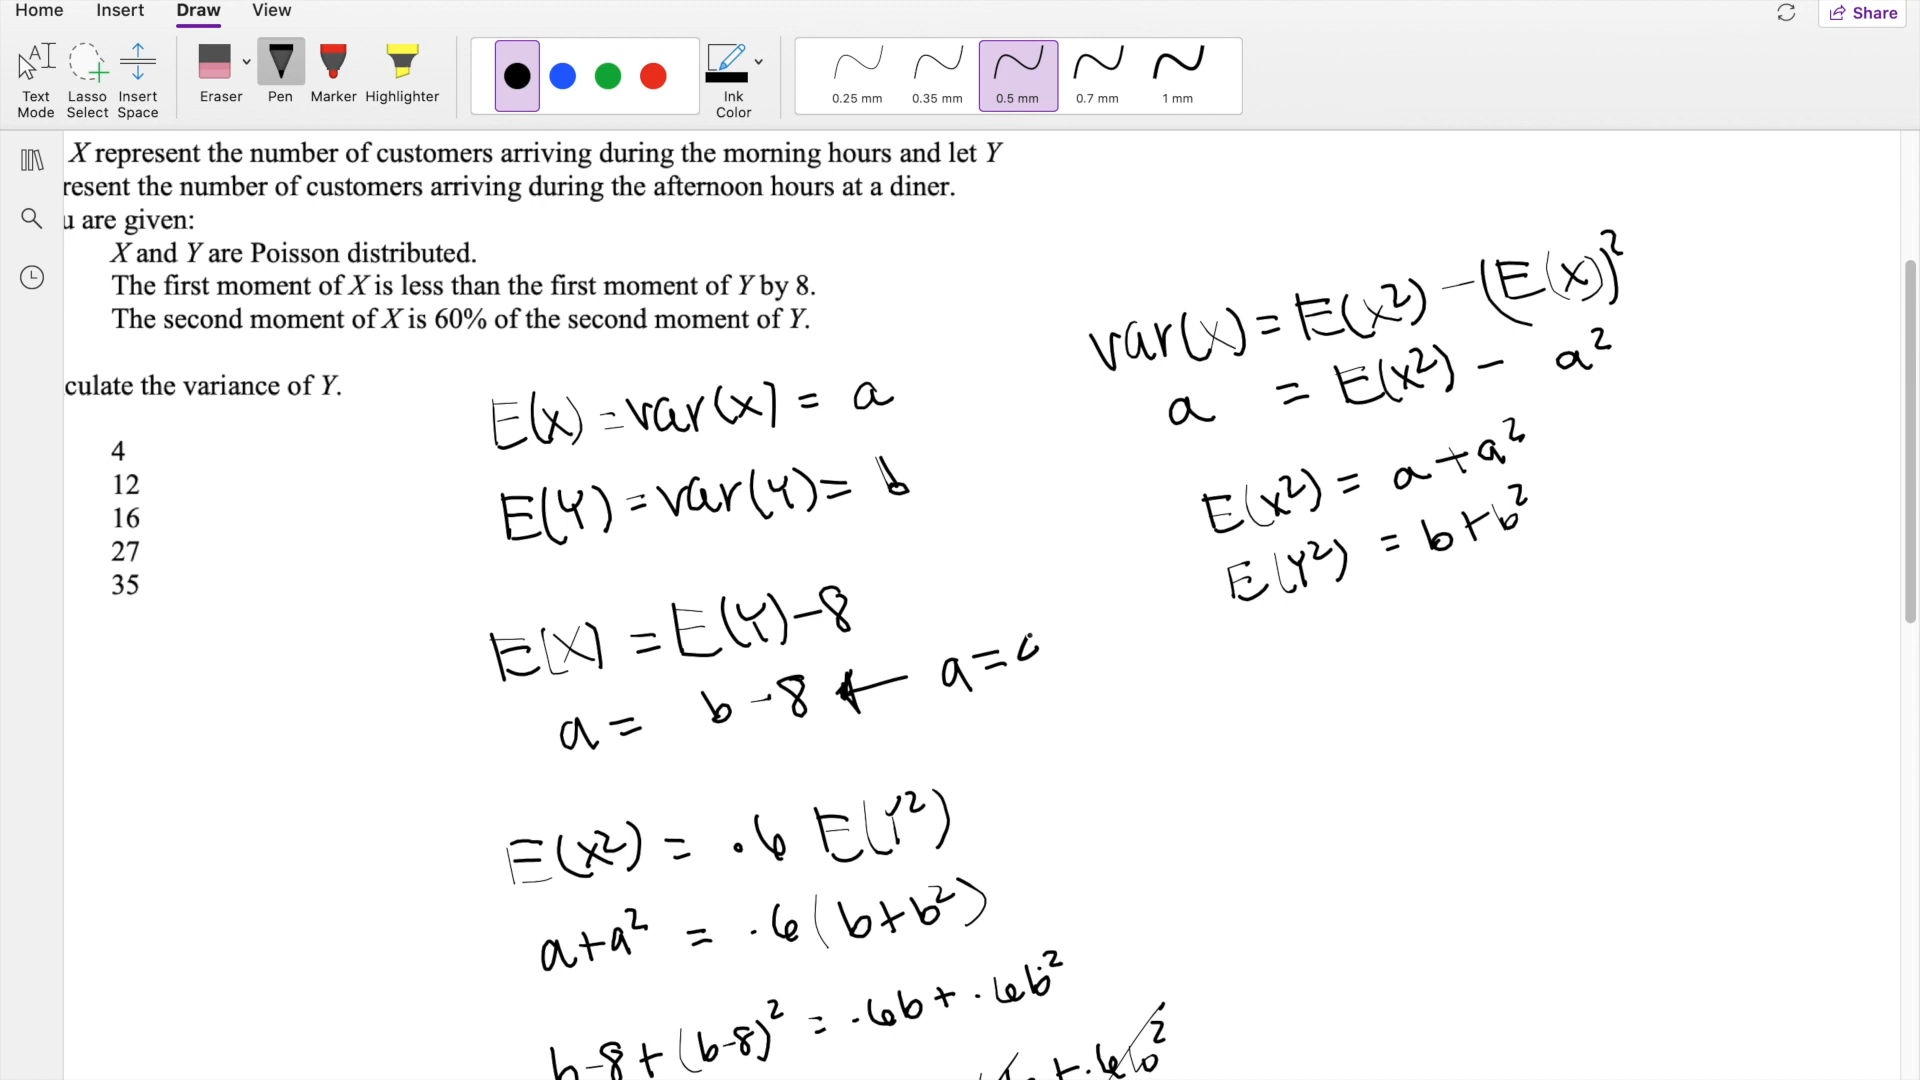 Home Insert Draw View
Share
Text Mode
Lasso Select
Insert Space
Eraser
Pen
Marker
Highlighter
Ink Color
0.25 mm
0.35 mm
0.5 mm
0.7 mm
1 mm
X represent the number of customers arriving during the morning hours and let Y
resent the number of customers arriving during the afternoon hours at a diner.
u are given:
X and Y are Poisson distributed.
The first moment of X is less than the first moment of Y by 8.
The second moment of X is 60% of the second moment of Y.
culate the variance of Y.
4
12
16
27
35
E(X) = var(X) = a
E(Y) = var(Y) = b
E(X) = E(Y) - 8
a = b - 8 ← a =
E(X²) = .6 E(Y²)
a + a² = .6 (b + b²)
b - 8 + (b - 8)² = .6b + .6b²
+ .6b²
var(X) = E(X²) - (E(X))²
a = E(X²) - a²
E(X²) = a + a²
E(Y²) = b + b²